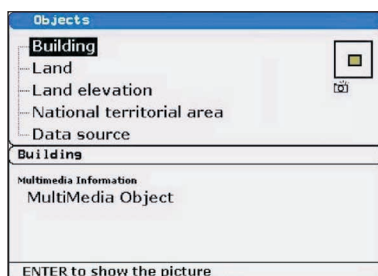 Objects
Building
Land
Land elevation
National territorial area
Data source
Building
Multimedia Information
MultiMedia Object
ENTER to show the picture